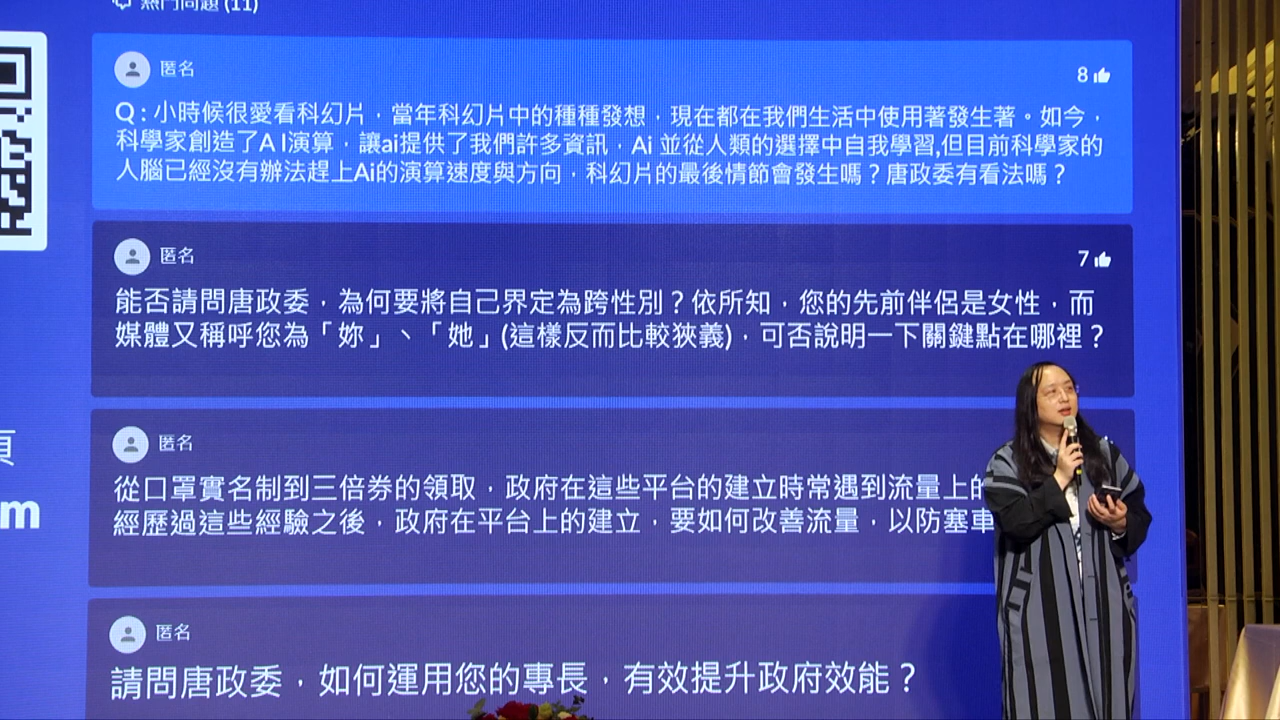 熱門問題 (11)
匿名
8
Q : 小時候很愛看科幻片，當年科幻片中的種種發想，現在都在我們生活中使用著發生著。如今，
科學家創造了A I演算，讓ai提供了我們許多資訊，Ai 並從人類的選擇中自我學習,但目前科學家的
人腦已經沒有辦法趕上Ai的演算速度與方向，科幻片的最後情節會發生嗎？唐政委有看法嗎？
匿名
7
能否請問唐政委，為何要將自己界定為跨性別？依所知，您的先前伴侶是女性，而
媒體又稱呼您為「妳」、「她」(這樣反而比較狹義)，可否說明一下關鍵點在哪裡？
匿名
從口罩實名制到三倍券的領取，政府在這些平台的建立時常遇到流量上的
經歷過這些經驗之後，政府在平台上的建立，要如何改善流量，以防塞車
匿名
請問唐政委，如何運用您的專長，有效提升政府效能？
頁
m